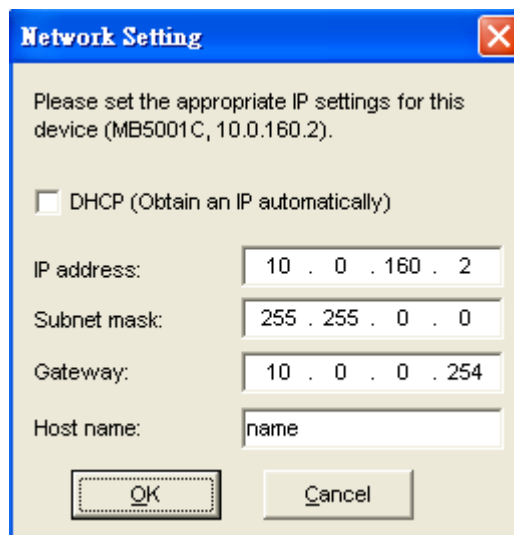 Network Setting
Please set the appropriate IP settings for this
device (MB5001C, 10.0.160.2).
DHCP (Obtain an IP automatically)
IP address: 10 . 0 . 160 . 2
Subnet mask: 255 . 255 . 0 . 0
Gateway: 10 . 0 . 0 . 254
Host name: name
OK Cancel